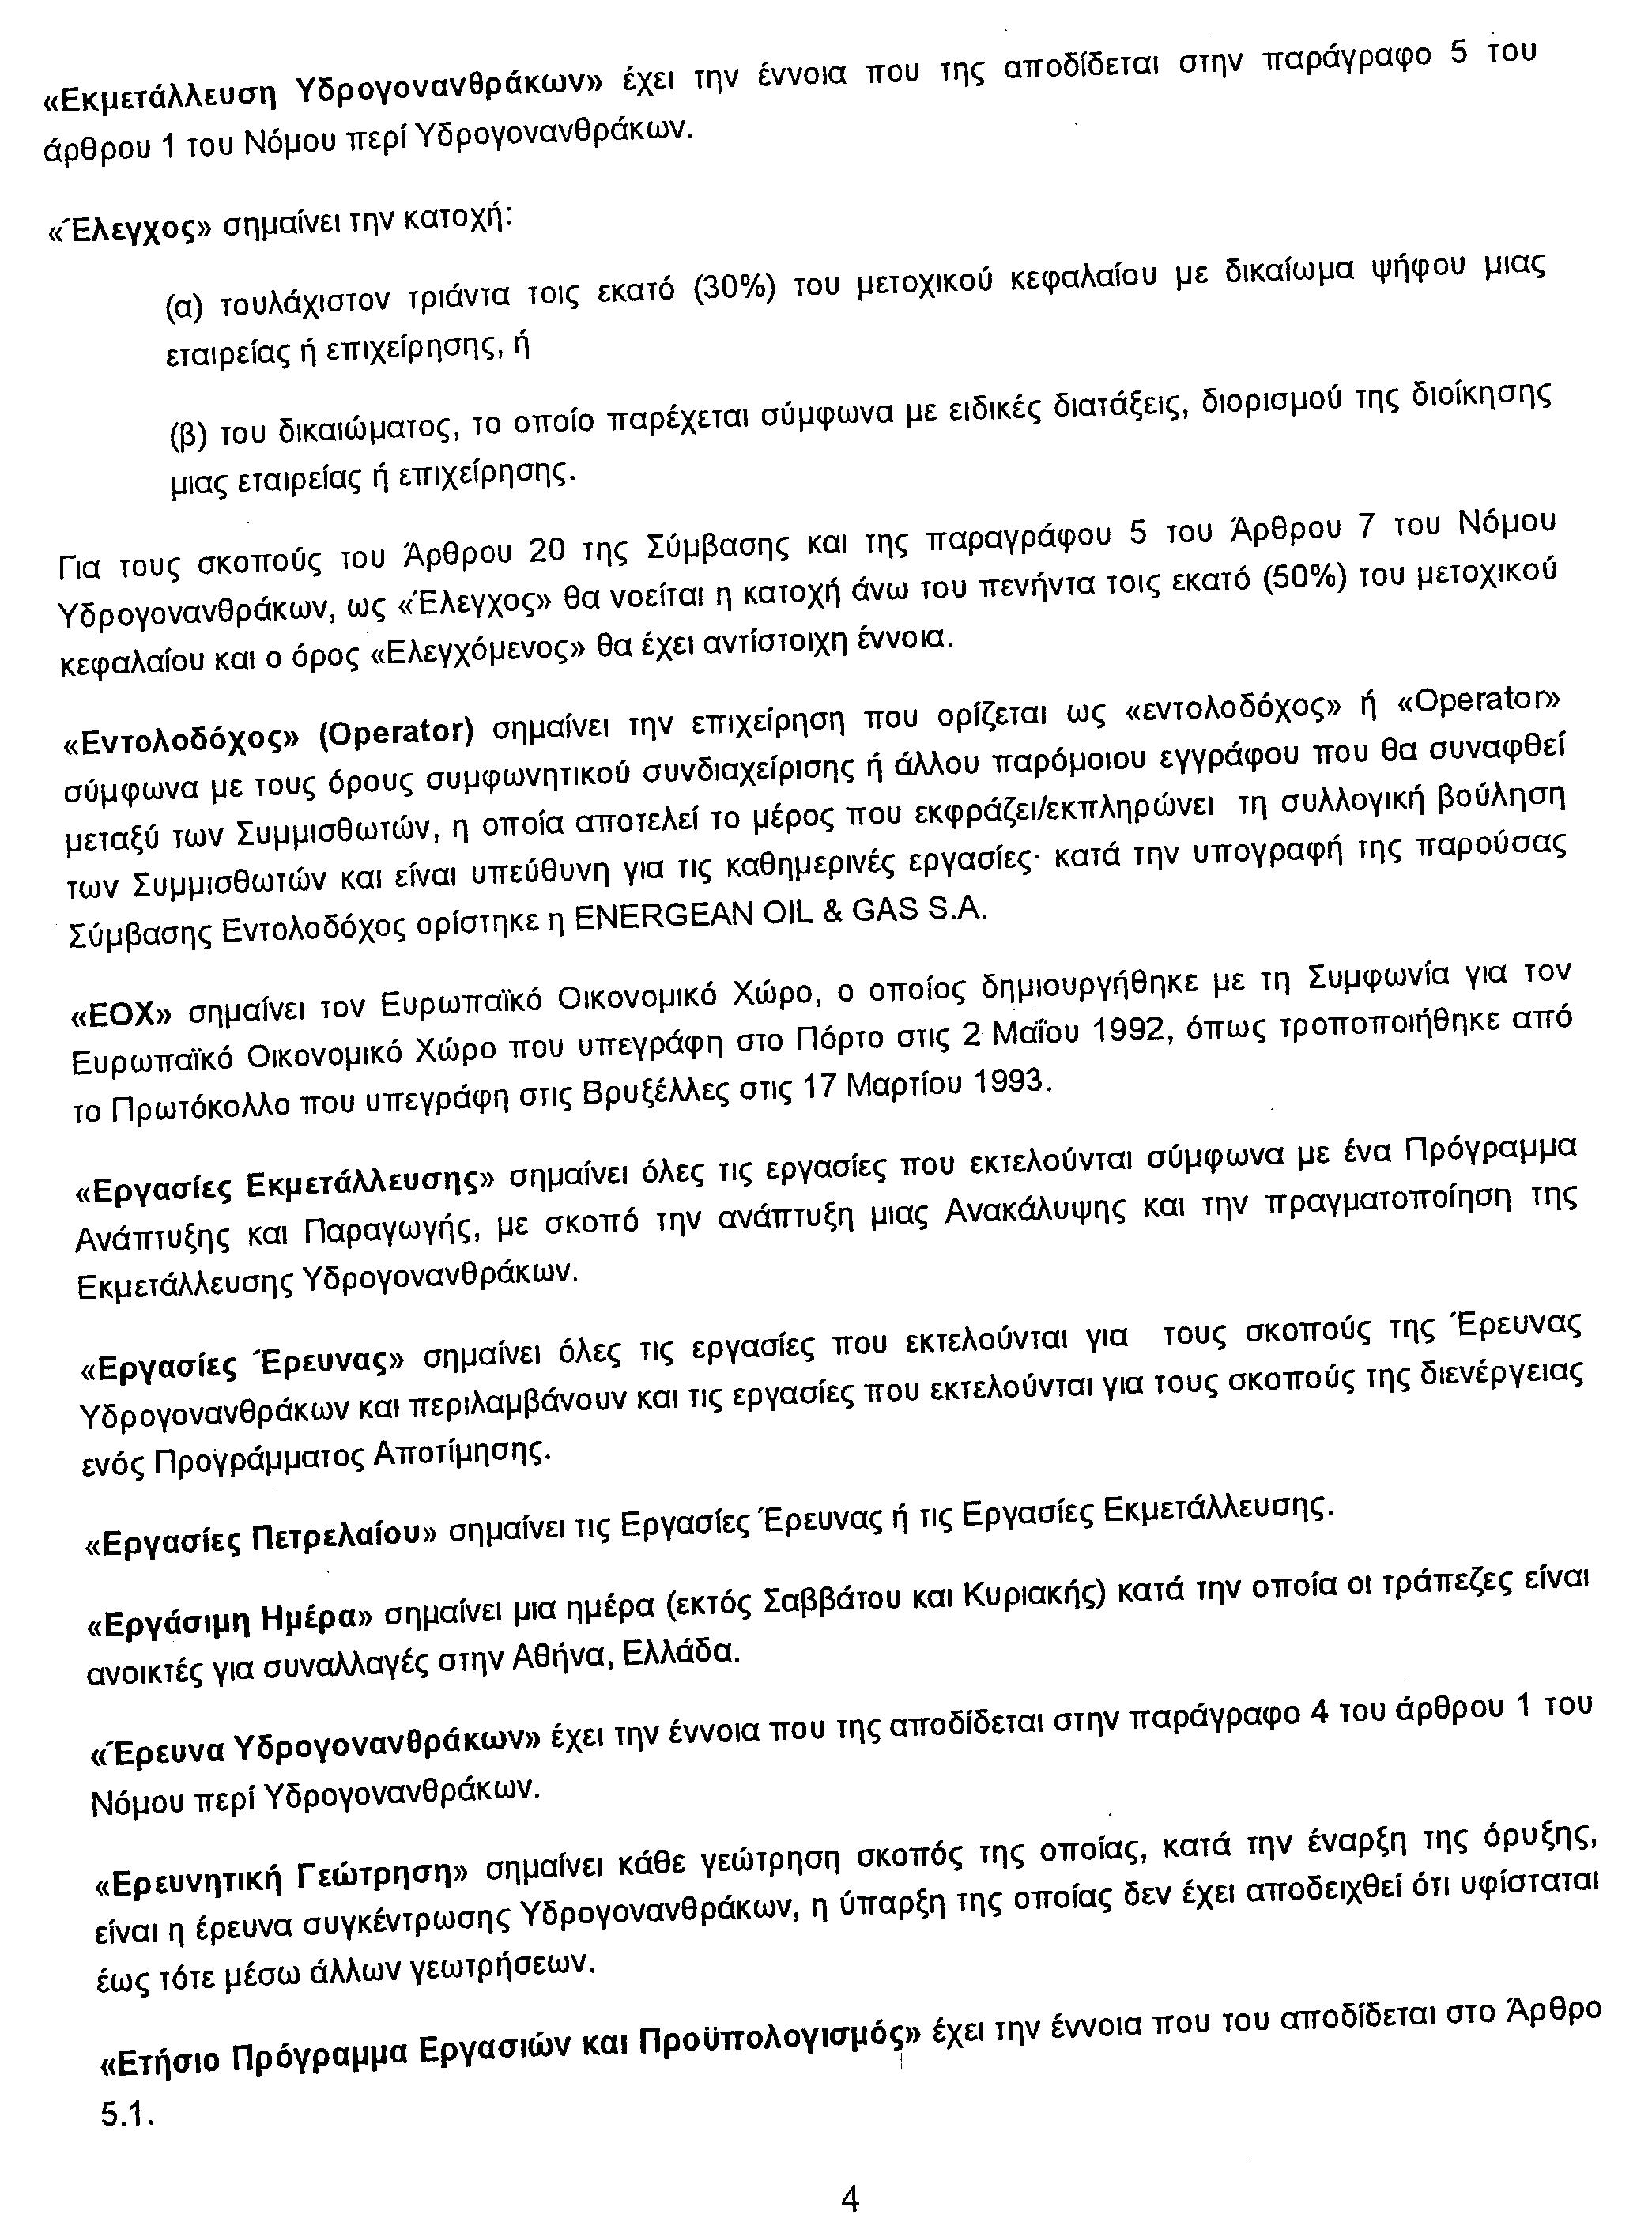 «Εκμετάλλευση Υδρογονανθράκων» έχει την έννοια που της αποδίδεται στην παράγραφο 5 του
άρθρου 1 του Νόμου περί Υδρογονανθράκων.
«Έλεγχος» σημαίνει την κατοχή:
(α) τουλάχιστον τριάντα τοις εκατό (30%) του μετοχικού κεφαλαίου με δικαίωμα ψήφου μιας
εταιρείας ή επιχείρησης, ή
(β) του δικαιώματος, το οποίο παρέχεται σύμφωνα με ειδικές διατάξεις, διορισμού της διοίκησης
μιας εταιρείας ή επιχείρησης.
Για τους σκοπούς του Άρθρου 20 της Σύμβασης και της παραγράφου 5 του Άρθρου 7 του Νόμου
Υδρογονανθράκων, ως «Έλεγχος» θα νοείται η κατοχή άνω του πενήντα τοις εκατό (50%) του μετοχικού
κεφαλαίου και ο όρος «Ελεγχόμενος» θα έχει αντίστοιχη έννοια.
«Εντολοδόχος» (Operator) σημαίνει την επιχείρηση που ορίζεται ως «εντολοδόχος» ή «Operator»
σύμφωνα με τους όρους συμφωνητικού συνδιαχείρισης ή άλλου παρόμοιου εγγράφου που θα συναφθεί
μεταξύ των Συμμισθωτών, η οποία αποτελεί το μέρος που εκφράζει/εκπληρώνει τη συλλογική βούληση
των Συμμισθωτών και είναι υπεύθυνη για τις καθημερινές εργασίες· κατά την υπογραφή της παρούσας
Σύμβασης Εντολοδόχος ορίστηκε η ENERGEAN OIL & GAS S.A.
«ΕΟΧ» σημαίνει τον Ευρωπαϊκό Οικονομικό Χώρο, ο οποίος δημιουργήθηκε με τη Συμφωνία για τον
Ευρωπαϊκό Οικονομικό Χώρο που υπεγράφη στο Πόρτο στις 2 Μαΐου 1992, όπως τροποποιήθηκε από
το Πρωτόκολλο που υπεγράφη στις Βρυξέλλες στις 17 Μαρτίου 1993.
«Εργασίες Εκμετάλλευσης» σημαίνει όλες τις εργασίες που εκτελούνται σύμφωνα με ένα Πρόγραμμα
Ανάπτυξης και Παραγωγής, με σκοπό την ανάπτυξη μιας Ανακάλυψης και την πραγματοποίηση της
Εκμετάλλευσης Υδρογονανθράκων.
«Εργασίες Έρευνας» σημαίνει όλες τις εργασίες που εκτελούνται για τους σκοπούς της Έρευνας
Υδρογονανθράκων και περιλαμβάνουν και τις εργασίες που εκτελούνται για τους σκοπούς της διενέργειας
ενός Προγράμματος Αποτίμησης.
«Εργασίες Πετρελαίου» σημαίνει τις Εργασίες Έρευνας ή τις Εργασίες Εκμετάλλευσης.
«Εργάσιμη Ημέρα» σημαίνει μια ημέρα (εκτός Σαββάτου και Κυριακής) κατά την οποία οι τράπεζες είναι
ανοικτές για συναλλαγές στην Αθήνα, Ελλάδα.
«Έρευνα Υδρογονανθράκων» έχει την έννοια που της αποδίδεται στην παράγραφο 4 του άρθρου 1 του
Νόμου περί Υδρογονανθράκων.
«Ερευνητική Γεώτρηση» σημαίνει κάθε γεώτρηση σκοπός της οποίας, κατά την έναρξη της όρυξης,
είναι η έρευνα συγκέντρωσης Υδρογονανθράκων, η ύπαρξη της οποίας δεν έχει αποδειχθεί ότι υφίσταται
έως τότε μέσω άλλων γεωτρήσεων.
«Ετήσιο Πρόγραμμα Εργασιών και Προϋπολογισμός» έχει την έννοια που του αποδίδεται στο Άρθρο
5.1.
4